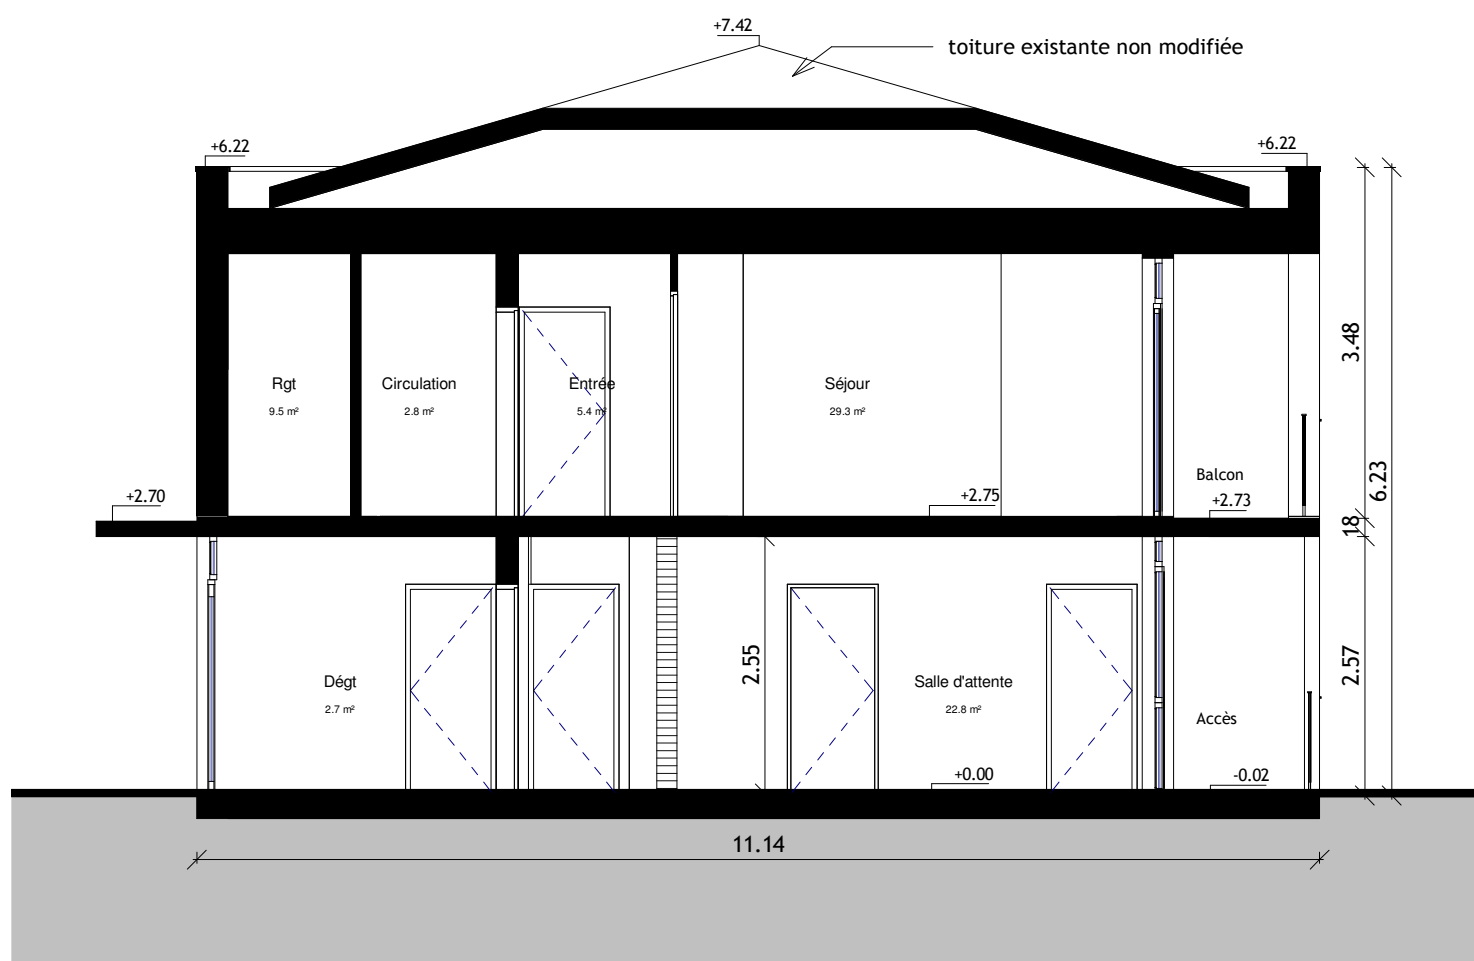 +7.42
toiture existante non modifiée
+6.22
+6.22
Rgt
9.5 m²
Circulation
2.8 m²
Entrée
5.4 m²
Séjour
29.3 m²
3.48
6.23
Balcon
+2.70
+2.75
+2.73
18
2.55
2.57
Dégt
2.7 m²
Salle d'attente
22.8 m²
Accès
+0.00
-0.02
11.14